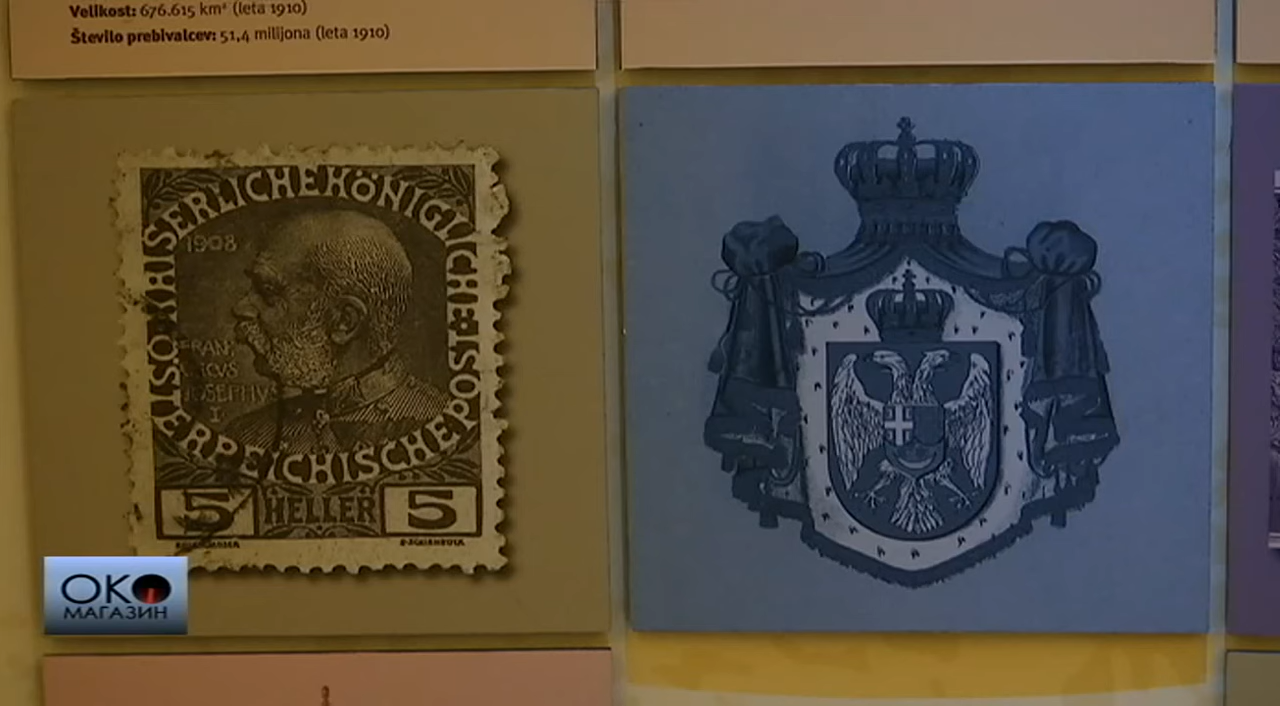 Velikost: 676.615 km² (leta 1910)
Število prebivalcev: 51,4 milijona (leta 1910)
KAISERLICHE KÖNIGLICHE
ÖSTERREICHISCHE POST
1908
FRAN
CICVS
IOSEPHVS
I
5 HELLER 5
ОКО
МАГАЗИН